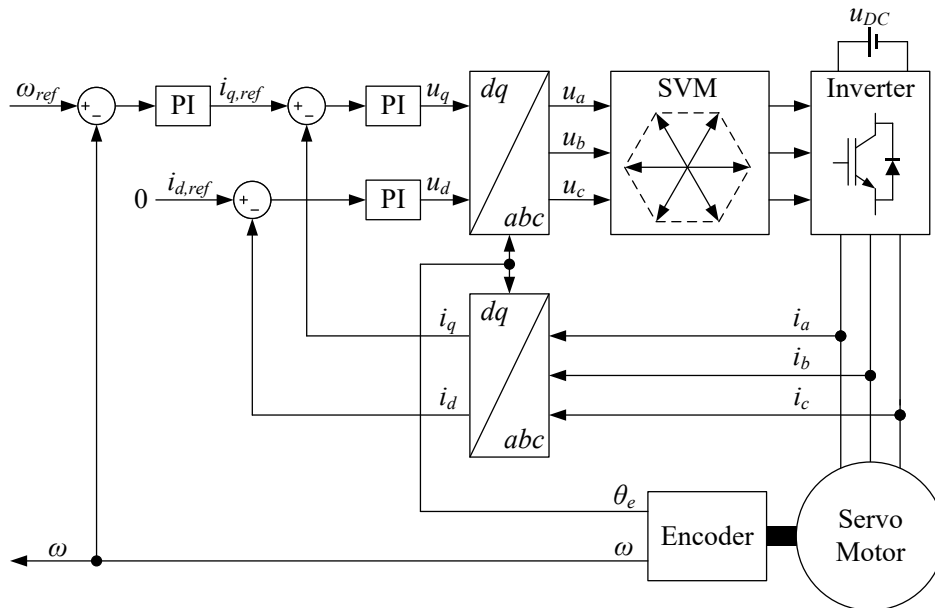 u_DC
ω_ref
+
−
PI
i_q,ref
+
−
PI
u_q
dq
u_a
SVM
Inverter
u_b
0
i_d,ref
+
−
PI
u_d
abc
u_c
dq
i_q
i_a
i_b
i_d
i_c
abc
θ_e
Encoder
Servo
Motor
ω
ω